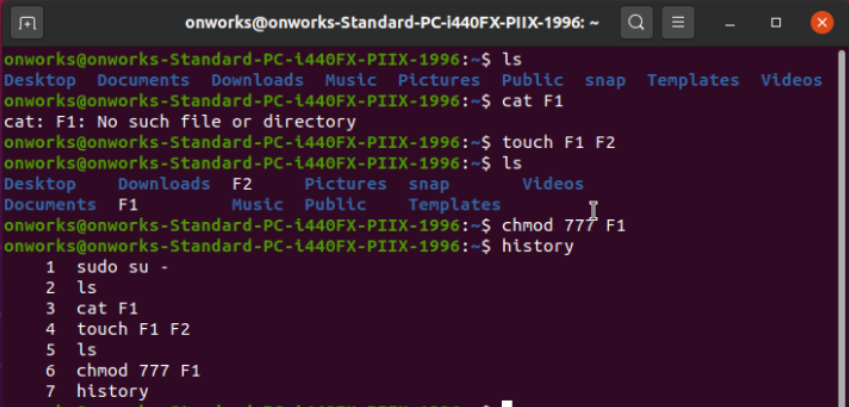 onworks@onworks-Standard-PC-i440FX-PIIX-1996: ~
onworks@onworks-Standard-PC-i440FX-PIIX-1996:~$ ls
Desktop  Documents  Downloads  Music  Pictures  Public  snap  Templates  Videos
onworks@onworks-Standard-PC-i440FX-PIIX-1996:~$ cat F1
cat: F1: No such file or directory
onworks@onworks-Standard-PC-i440FX-PIIX-1996:~$ touch F1 F2
onworks@onworks-Standard-PC-i440FX-PIIX-1996:~$ ls
Desktop    Downloads  F2     Pictures  snap       Videos
Documents  F1         Music  Public    Templates
onworks@onworks-Standard-PC-i440FX-PIIX-1996:~$ chmod 777 F1
onworks@onworks-Standard-PC-i440FX-PIIX-1996:~$ history
    1  sudo su -
    2  ls
    3  cat F1
    4  touch F1 F2
    5  ls
    6  chmod 777 F1
    7  history